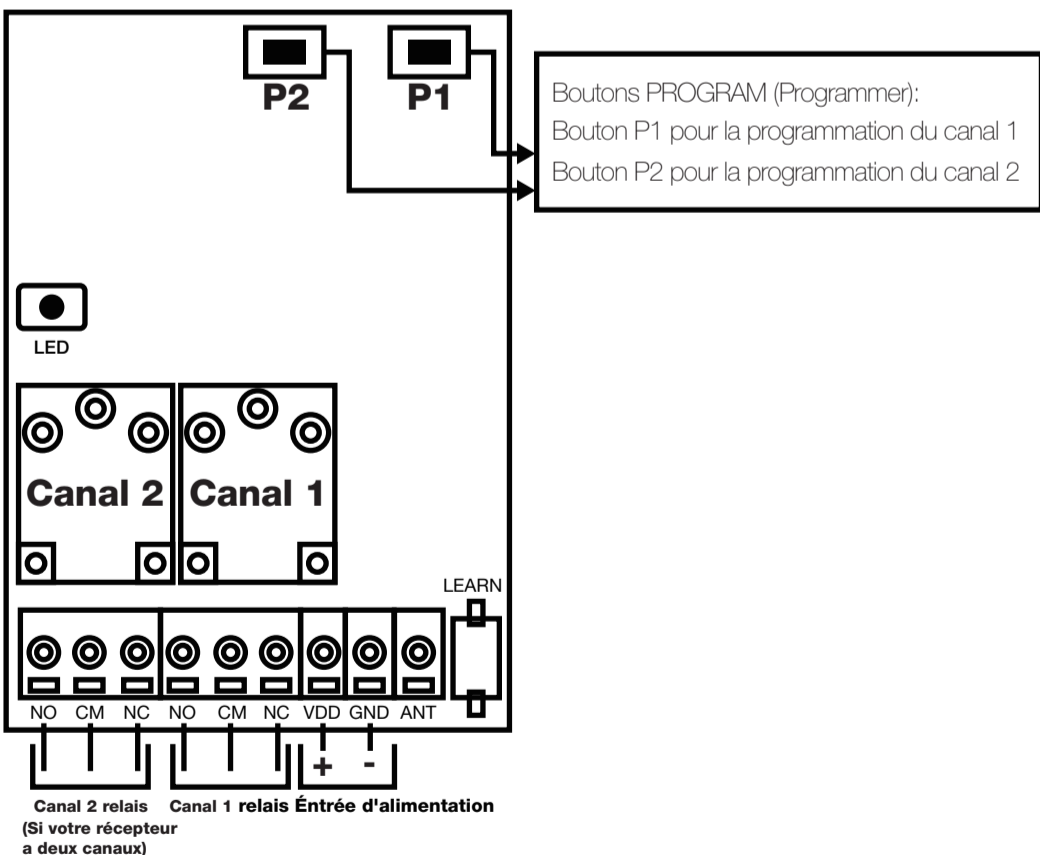 P2 P1
Boutons PROGRAM (Programmer):
Bouton P1 pour la programmation du canal 1
Bouton P2 pour la programmation du canal 2
LED
Canal 2 Canal 1
LEARN
NO CM NC NO CM NC VDD GND ANT
+ -
Canal 2 relais Canal 1 relais Éntrée d'alimentation
(Si votre récepteur
a deux canaux)